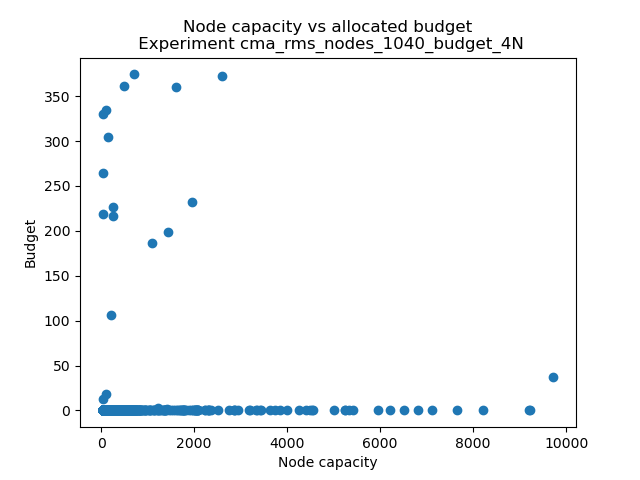 Node capacity vs allocated budget
Experiment cma_rms_nodes_1040_budget_4N
350
300
250
200
150
100
50
0
Budget
0 2000 4000 6000 8000 10000
Node capacity